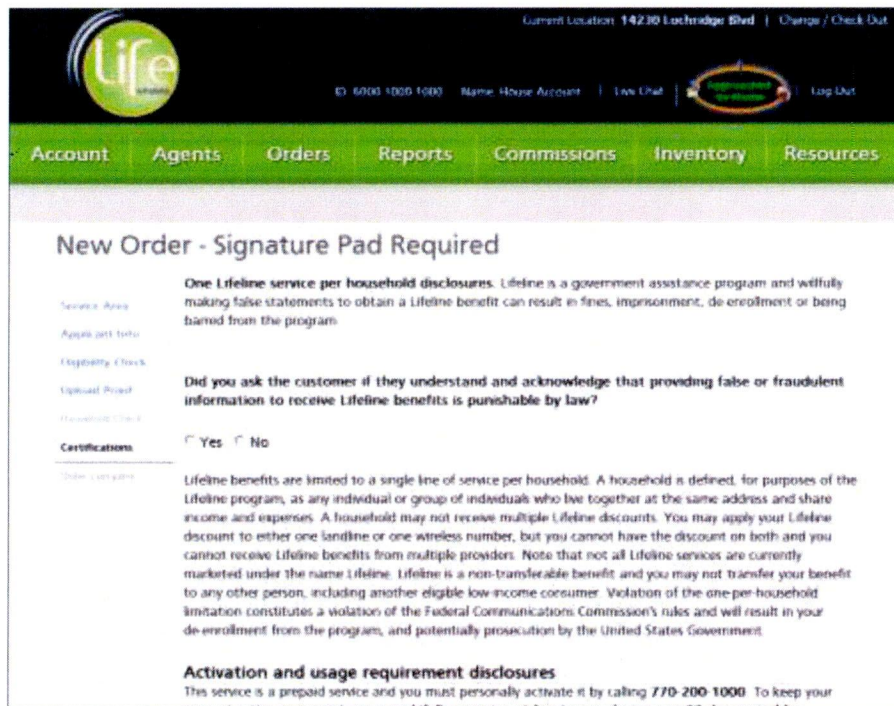 Current Location: 14230 Lochridge Blvd | Change / Check Out
Life
ID: 6000-1000-1000 Name: House Account | Live Chat | Log Out
Account Agents Orders Reports Commissions Inventory Resources
New Order - Signature Pad Required
One Lifeline service per household disclosures. Lifeline is a government assistance program and willfully
making false statements to obtain a Lifeline benefit can result in fines, imprisonment, de-enrollment or being
barred from the program
Service Area
Applicant Info
Eligibility Check
Upload Proof
Household Check
Certifications
Order Complete
Did you ask the customer if they understand and acknowledge that providing false or fraudulent
information to receive Lifeline benefits is punishable by law?
Yes No
Lifeline benefits are limited to a single line of service per household. A household is defined, for purposes of the
Lifeline program, as any individual or group of individuals who live together at the same address and share
income and expenses. A household may not receive multiple Lifeline discounts. You may apply your Lifeline
discount to either one landline or one wireless number, but you cannot have the discount on both and you
cannot receive Lifeline benefits from multiple providers. Note that not all Lifeline services are currently
marketed under the name Lifeline. Lifeline is a non-transferable benefit and you may not transfer your benefit
to any other person, including another eligible low-income consumer. Violation of the one-per-household
limitation constitutes a violation of the Federal Communications Commission's rules and will result in your
de-enrollment from the program, and potentially prosecution by the United States Government
Activation and usage requirement disclosures
This service is a prepaid service and you must personally activate it by calling 770-200-1000. To keep your